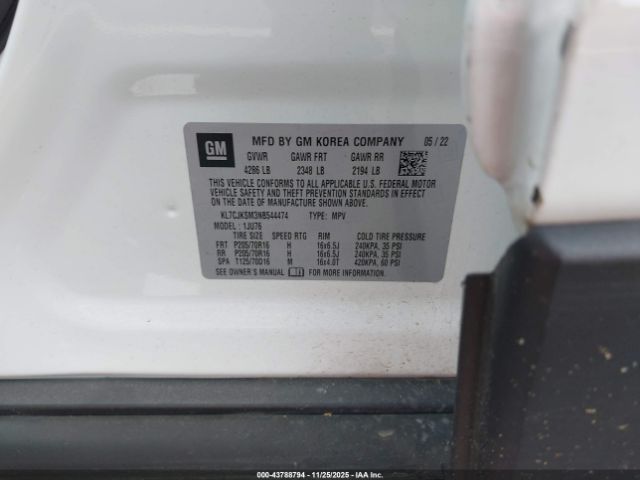 GM MFD BY GM KOREA COMPANY 05 / 22
GVWR GAWR FRT GAWR RR
4286 LB 2348 LB 2194 LB
THIS VEHICLE CONFORMS TO ALL APPLICABLE U.S. FEDERAL MOTOR
VEHICLE SAFETY AND THEFT PREVENTION STANDARDS IN EFFECT
ON THE DATE OF MANUFACTURE SHOWN ABOVE.
KL7CJKSM3NB544474 TYPE: MPV
MODEL: 1JU76
TIRE SIZE SPEED RTG RIM COLD TIRE PRESSURE
FRT P205/70R16 H 16x6.5J 240KPA, 35 PSI
RR P205/70R16 H 16x6.5J 240KPA, 35 PSI
SPA T125/70D16 M 16x4.0T 420KPA, 60 PSI
SEE OWNER'S MANUAL FOR MORE INFORMATION.
000-43788794 - 11/25/2025 - IAA Inc.